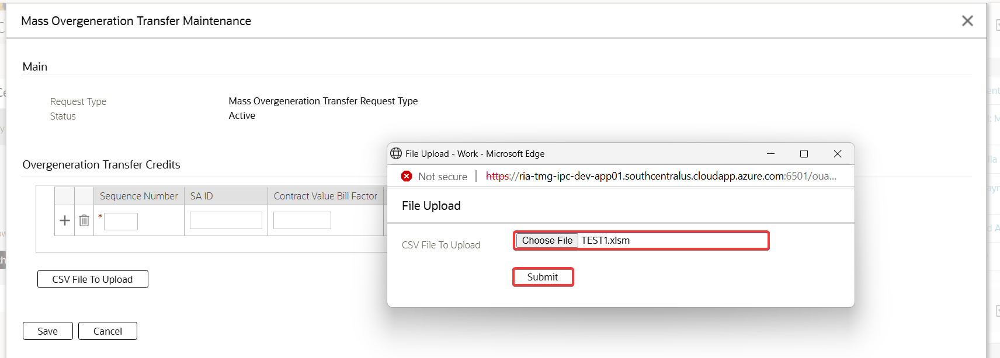 Mass Overgeneration Transfer Maintenance
Main
Request Type
Mass Overgeneration Transfer Request Type
Status
Active
Overgeneration Transfer Credits
Sequence Number
SA ID
Contract Value Bill Factor
*
CSV File To Upload
Save
Cancel
File Upload - Work - Microsoft Edge
Not secure
https://ria-tmg-ipc-dev-app01.southcentralus.cloudapp.azure.com:6501/oua...
File Upload
CSV File To Upload
Choose File
TEST1.xlsm
Submit